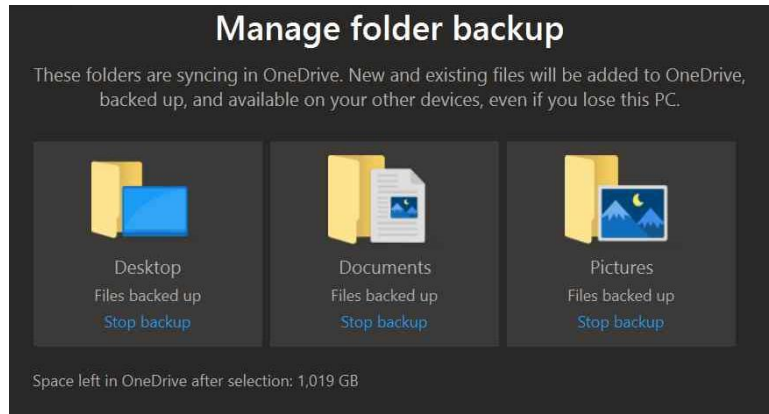 Manage folder backup
These folders are syncing in OneDrive. New and existing files will be added to OneDrive,
backed up, and available on your other devices, even if you lose this PC.
Desktop
Files backed up
Stop backup
Documents
Files backed up
Stop backup
Pictures
Files backed up
Stop backup
Space left in OneDrive after selection: 1,019 GB